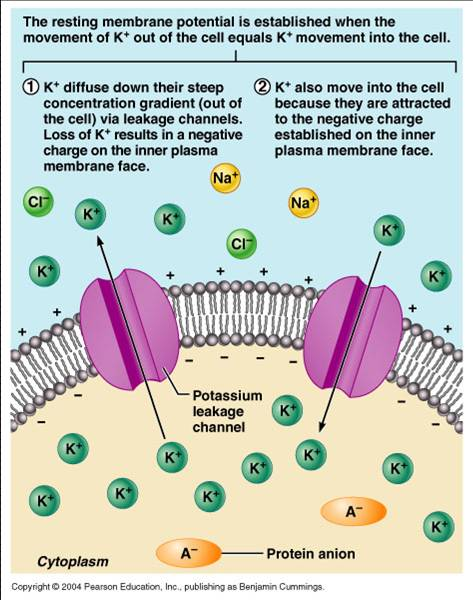 The resting membrane potential is established when the
movement of K⁺ out of the cell equals K⁺ movement into the cell.
1 K⁺ diffuse down their steep
concentration gradient (out of
the cell) via leakage channels.
Loss of K⁺ results in a negative
charge on the inner plasma
membrane face.
2 K⁺ also move into the cell
because they are attracted
to the negative charge
established on the inner
plasma membrane face.
Na⁺
Cl⁻
K⁺
K⁺
Na⁺
Cl⁻
K⁺
K⁺
K⁺
+ + + +
+ + + +
− − − −
− − − −
Potassium
leakage
channel
K⁺
K⁺
K⁺
K⁺
K⁺
K⁺
K⁺
K⁺
K⁺
A⁻
K⁺
A⁻
Protein anion
Cytoplasm
Copyright © 2004 Pearson Education, Inc., publishing as Benjamin Cummings.